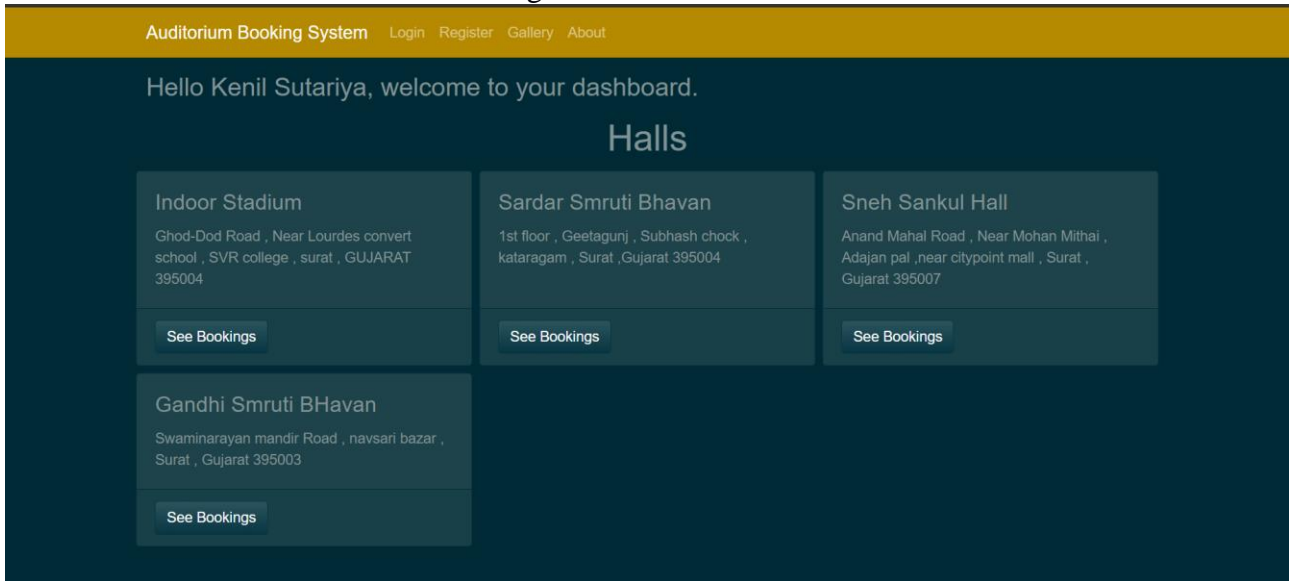 Auditorium Booking System Login Register Gallery About
Hello Kenil Sutariya, welcome to your dashboard.
Halls
Indoor Stadium
Ghod-Dod Road , Near Lourdes convert
school , SVR college , surat , GUJARAT
395004
See Bookings
Sardar Smruti Bhavan
1st floor , Geetagunj , Subhash chock ,
kataragam , Surat ,Gujarat 395004
See Bookings
Sneh Sankul Hall
Anand Mahal Road , Near Mohan Mithai ,
Adajan pal ,near citypoint mall , Surat ,
Gujarat 395007
See Bookings
Gandhi Smruti BHavan
Swaminarayan mandir Road , navsari bazar ,
Surat , Gujarat 395003
See Bookings